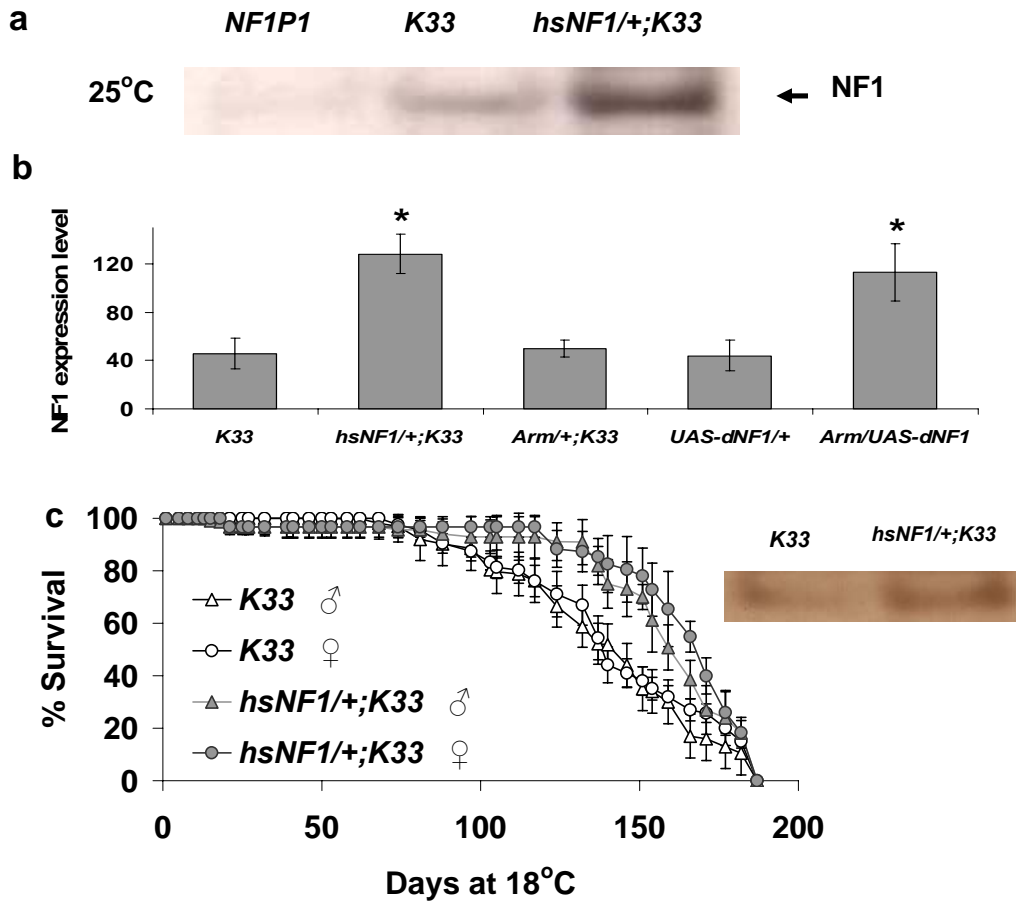 a
NF1P1 K33 hsNF1/+;K33
25°C NF1
b
NF1 expression level
*
*
120
80
40
0
K33 hsNF1/+;K33 Arm/+;K33 UAS-dNF1/+ Arm/UAS-dNF1
c
% Survival
100
80
60
40
20
0
K33 ♂
K33 ♀
hsNF1/+;K33 ♂
hsNF1/+;K33 ♀
K33 hsNF1/+;K33
0 50 100 150 200
Days at 18°C